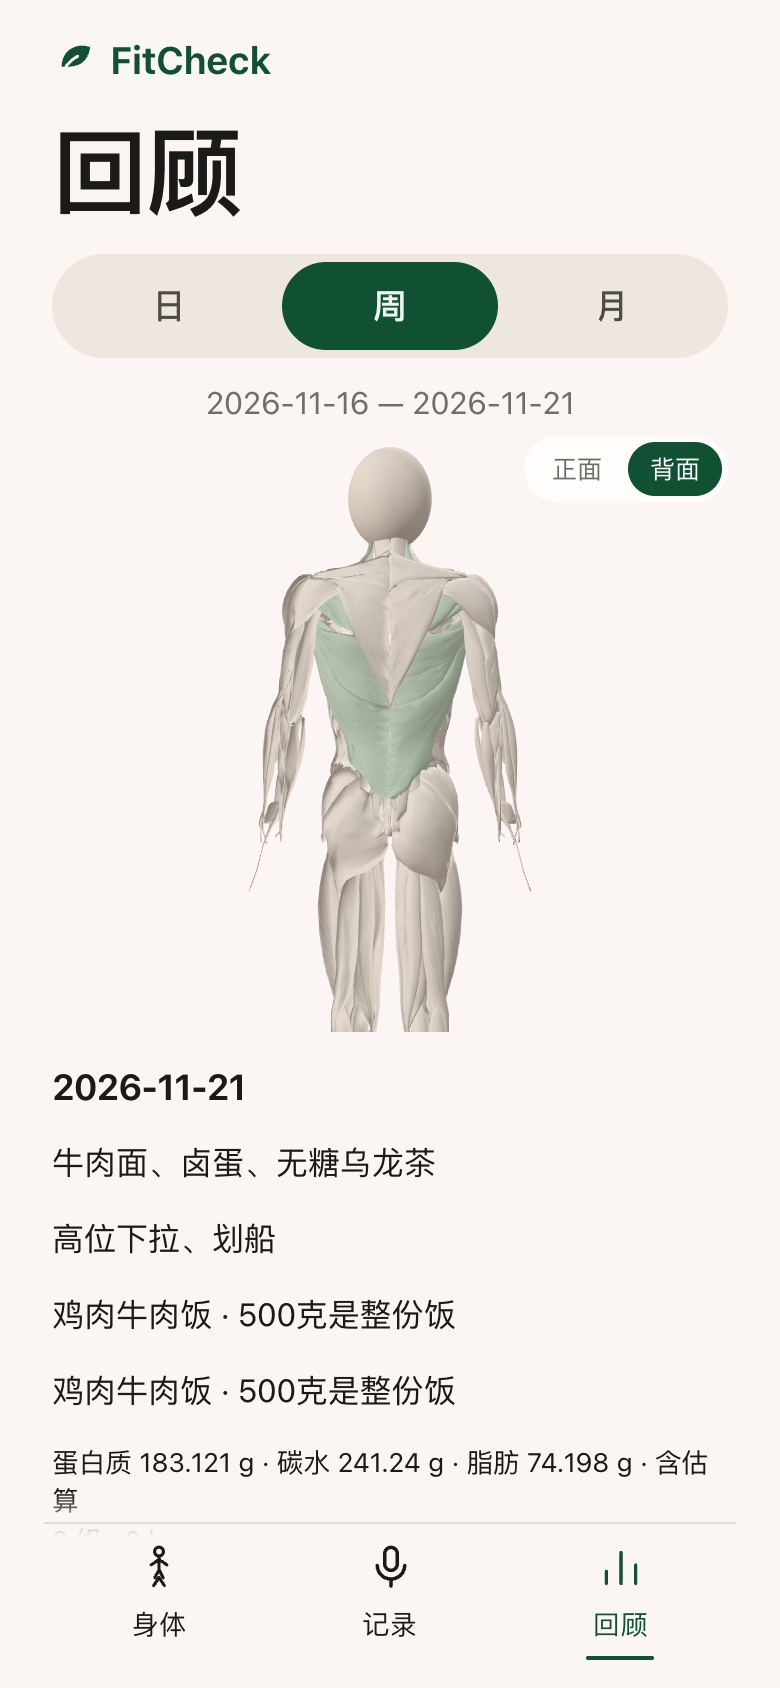 FitCheck
回顾
日 周 月
2026-11-16 — 2026-11-21
正面 背面
2026-11-21
牛肉面、卤蛋、无糖乌龙茶
高位下拉、划船
鸡肉牛肉饭 · 500克是整份饭
鸡肉牛肉饭 · 500克是整份饭
蛋白质 183.121 g · 碳水 241.24 g · 脂肪 74.198 g · 含估
算
身体 记录 回顾